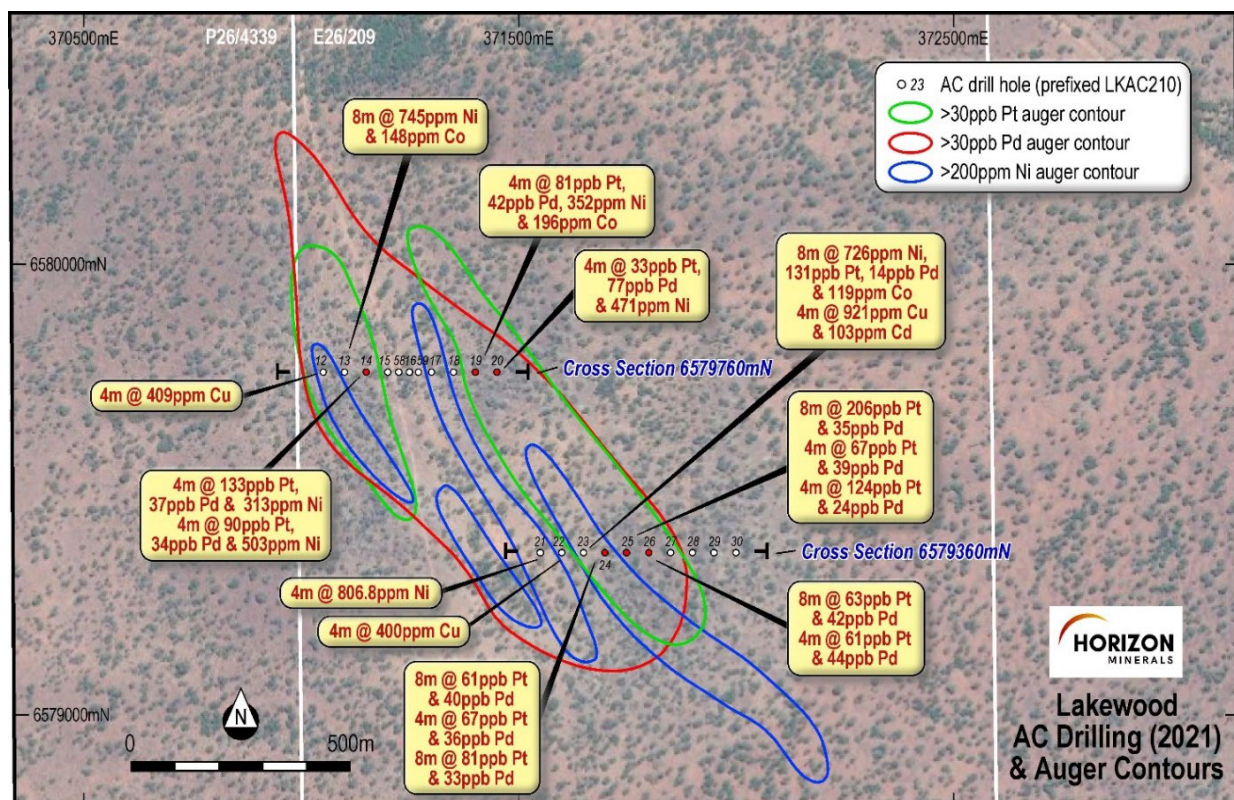 370500mE
P26/4339
E26/209
371500mE
372500mE
23 AC drill hole (prefixed LKAC210)
>30ppb Pt auger contour
>30ppb Pd auger contour
>200ppm Ni auger contour
8m @ 745ppm Ni
& 148ppm Co
4m @ 81ppb Pt,
42ppb Pd, 352ppm Ni
& 196ppm Co
6580000mN
4m @ 33ppb Pt,
77ppb Pd
& 471ppm Ni
8m @ 726ppm Ni,
131ppb Pt, 14ppb Pd
& 119ppm Co
4m @ 921ppm Cu
& 103ppm Cd
12 13 14 15 58 16 59 17 18 19 20
Cross Section 6579760mN
4m @ 409ppm Cu
4m @ 133ppb Pt,
37ppb Pd & 313ppm Ni
4m @ 90ppb Pt,
34ppb Pd & 503ppm Ni
8m @ 206ppb Pt
& 35ppb Pd
4m @ 67ppb Pt
& 39ppb Pd
4m @ 124ppb Pt
& 24ppb Pd
21 22 23 24 25 26 27 28 29 30
Cross Section 6579360mN
4m @ 806.8ppm Ni
4m @ 400ppm Cu
8m @ 61ppb Pt
& 40ppb Pd
4m @ 67ppb Pt
& 36ppb Pd
8m @ 81ppb Pt
& 33ppb Pd
8m @ 63ppb Pt
& 42ppb Pd
4m @ 61ppb Pt
& 44ppb Pd
6579000mN
N
0
500m
HORIZON
MINERALS
Lakewood
AC Drilling (2021)
& Auger Contours